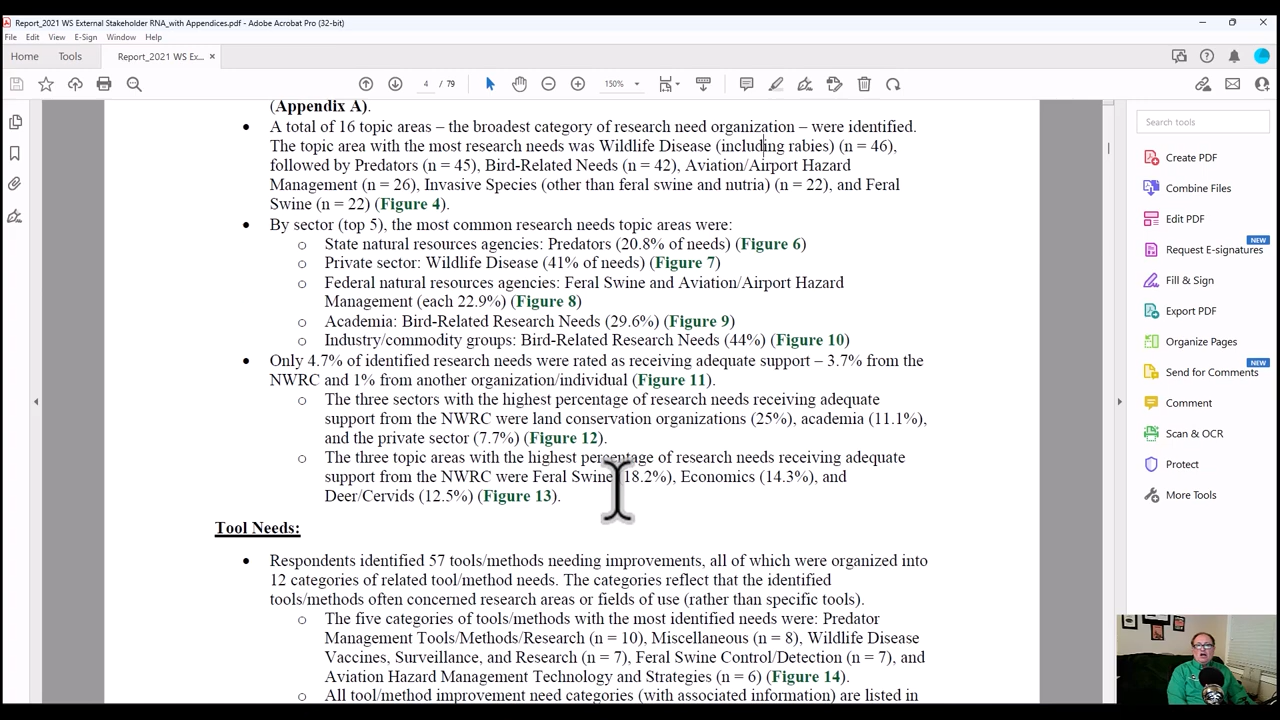 Report_2021 WS External Stakeholder RNA_with Appendices.pdf - Adobe Acrobat Pro (32-bit)
File Edit View E-Sign Window Help
Home Tools Report_2021 WS Ex...
4 / 79 150%
(Appendix A).
• A total of 16 topic areas – the broadest category of research need organization – were identified.
The topic area with the most research needs was Wildlife Disease (including rabies) (n = 46),
followed by Predators (n = 45), Bird-Related Needs (n = 42), Aviation/Airport Hazard
Management (n = 26), Invasive Species (other than feral swine and nutria) (n = 22), and Feral
Swine (n = 22) (Figure 4).
• By sector (top 5), the most common research needs topic areas were:
o State natural resources agencies: Predators (20.8% of needs) (Figure 6)
o Private sector: Wildlife Disease (41% of needs) (Figure 7)
o Federal natural resources agencies: Feral Swine and Aviation/Airport Hazard
Management (each 22.9%) (Figure 8)
o Academia: Bird-Related Research Needs (29.6%) (Figure 9)
o Industry/commodity groups: Bird-Related Research Needs (44%) (Figure 10)
• Only 4.7% of identified research needs were rated as receiving adequate support – 3.7% from the
NWRC and 1% from another organization/individual (Figure 11).
o The three sectors with the highest percentage of research needs receiving adequate
support from the NWRC were land conservation organizations (25%), academia (11.1%),
and the private sector (7.7%) (Figure 12).
o The three topic areas with the highest percentage of research needs receiving adequate
support from the NWRC were Feral Swine (18.2%), Economics (14.3%), and
Deer/Cervids (12.5%) (Figure 13).
Tool Needs:
• Respondents identified 57 tools/methods needing improvements, all of which were organized into
12 categories of related tool/method needs. The categories reflect that the identified
tools/methods often concerned research areas or fields of use (rather than specific tools).
o The five categories of tools/methods with the most identified needs were: Predator
Management Tools/Methods/Research (n = 10), Miscellaneous (n = 8), Wildlife Disease
Vaccines, Surveillance, and Research (n = 7), Feral Swine Control/Detection (n = 7), and
Aviation Hazard Management Technology and Strategies (n = 6) (Figure 14).
o All tool/method improvement need categories (with associated information) are listed in
Search tools
Create PDF
Combine Files
Edit PDF
NEW
Request E-signatures
Fill & Sign
Export PDF
Organize Pages
NEW
Send for Comments
Comment
Scan & OCR
Protect
More Tools